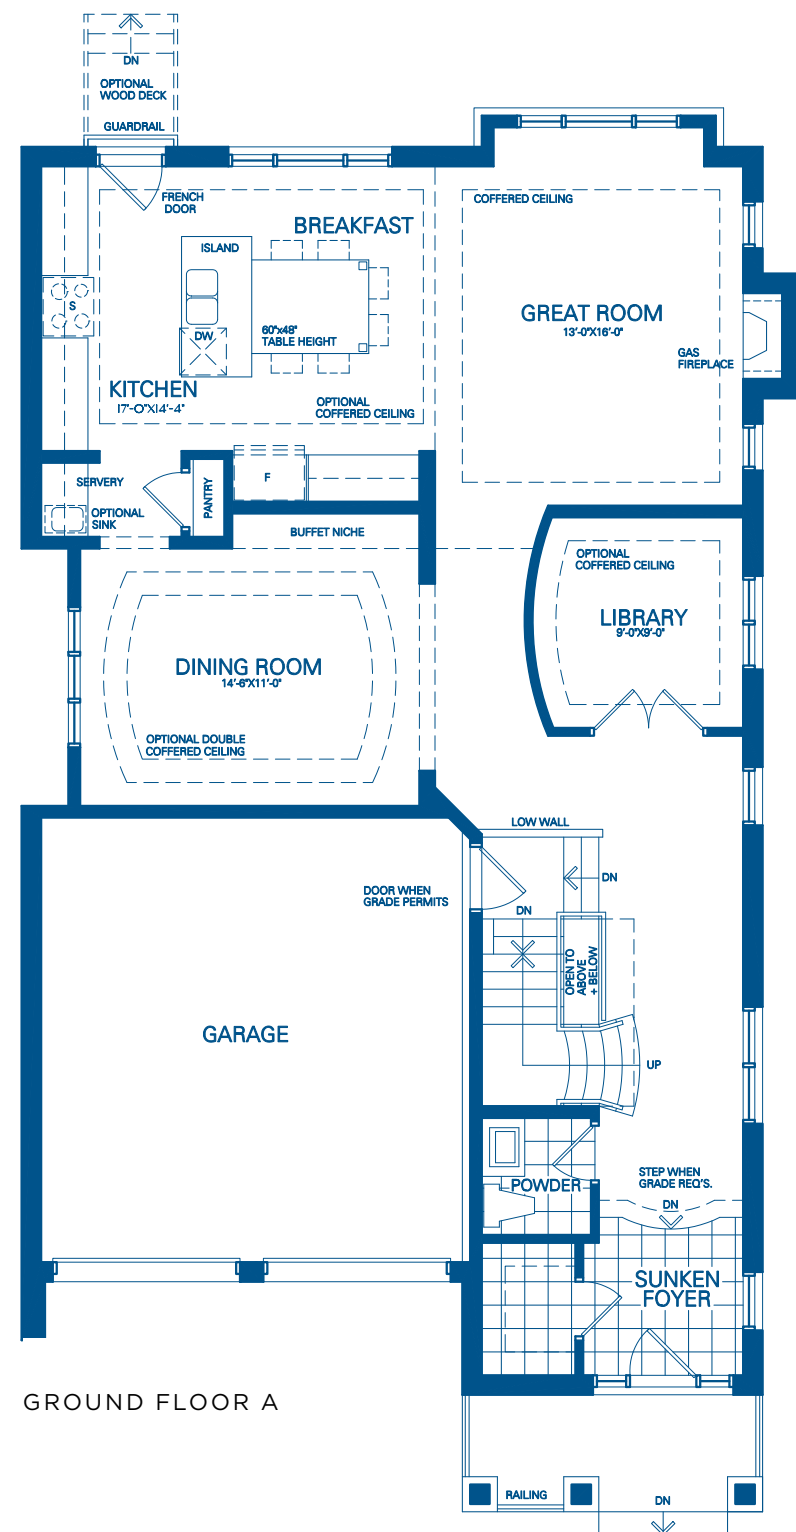 DN
OPTIONAL
WOOD DECK
GUARDRAIL
FRENCH
DOOR
BREAKFAST
COFFERED CEILING
ISLAND
S
DW
60"x48"
TABLE HEIGHT
GREAT ROOM
13'-0"X16'-0"
GAS
FIREPLACE
KITCHEN
17'-0"X14'-4"
OPTIONAL
COFFERED CEILING
SERVERY
F
PANTRY
OPTIONAL
SINK
BUFFET NICHE
OPTIONAL
COFFERED CEILING
LIBRARY
9'-0"X9'-0"
DINING ROOM
14'-6"X11'-0"
OPTIONAL DOUBLE
COFFERED CEILING
LOW WALL
DOOR WHEN
GRADE PERMITS
DN
DN
OPEN TO
ABOVE
+ BELOW
GARAGE
UP
POWDER
STEP WHEN
GRADE REQ'S.
DN
SUNKEN
FOYER
GROUND FLOOR A
RAILING
DN